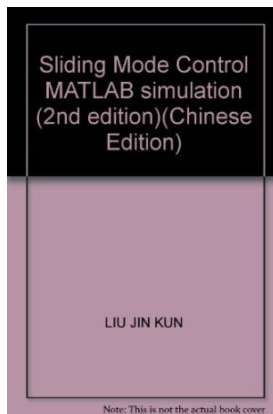 Sliding Mode Control
MATLAB simulation
(2nd edition)(Chinese
Edition)
LIU JIN KUN
Note: This is not the actual book cover